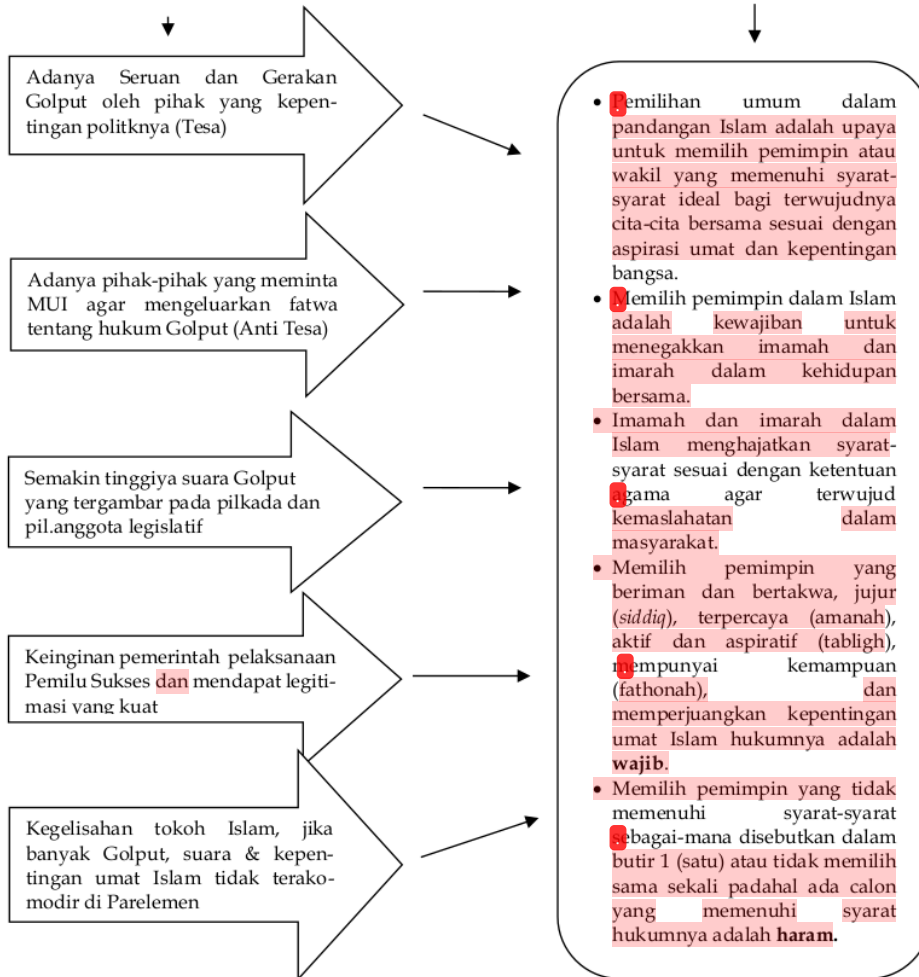 Adanya Seruan dan Gerakan
Golput oleh pihak yang kepen-
tingan politknya (Tesa)
Adanya pihak-pihak yang meminta
MUI agar mengeluarkan fatwa
tentang hukum Golput (Anti Tesa)
Semakin tinggiya suara Golput
yang tergambar pada pilkada dan
pil.anggota legislatif
Keinginan pemerintah pelaksanaan
Pemilu Sukses dan mendapat legiti-
masi yang kuat
Kegelisahan tokoh Islam, jika
banyak Golput, suara & kepen-
tingan umat Islam tidak terako-
modir di Parelemen
• Pemilihan umum dalam
pandangan Islam adalah upaya
untuk memilih pemimpin atau
wakil yang memenuhi syarat-
syarat ideal bagi terwujudnya
cita-cita bersama sesuai dengan
aspirasi umat dan kepentingan
bangsa.
• Memilih pemimpin dalam Islam
adalah kewajiban untuk
menegakkan imamah dan
imarah dalam kehidupan
bersama.
• Imamah dan imarah dalam
Islam menghajatkan syarat-
syarat sesuai dengan ketentuan
agama agar terwujud
kemaslahatan dalam
masyarakat.
• Memilih pemimpin yang
beriman dan bertakwa, jujur
(siddiq), terpercaya (amanah),
aktif dan aspiratif (tabligh),
mempunyai kemampuan
(fathonah), dan
memperjuangkan kepentingan
umat Islam hukumnya adalah
wajib.
• Memilih pemimpin yang tidak
memenuhi syarat-syarat
sebagai-mana disebutkan dalam
butir 1 (satu) atau tidak memilih
sama sekali padahal ada calon
yang memenuhi syarat
hukumnya adalah haram.